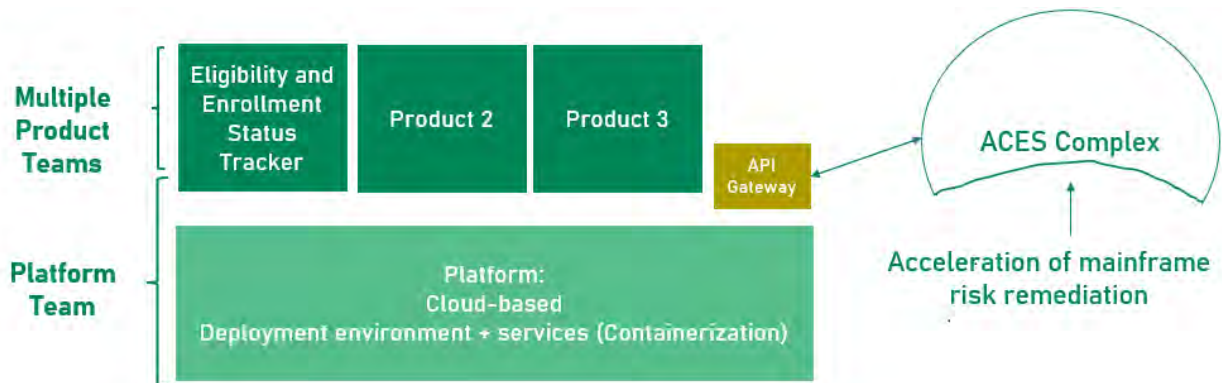 Multiple
Product
Teams
Eligibility and
Enrollment
Status
Tracker
Product 2
Product 3
API
Gateway
ACES Complex
Platform
Team
Platform:
Cloud-based
Deployment environment + services (Containerization)
Acceleration of mainframe
risk remediation